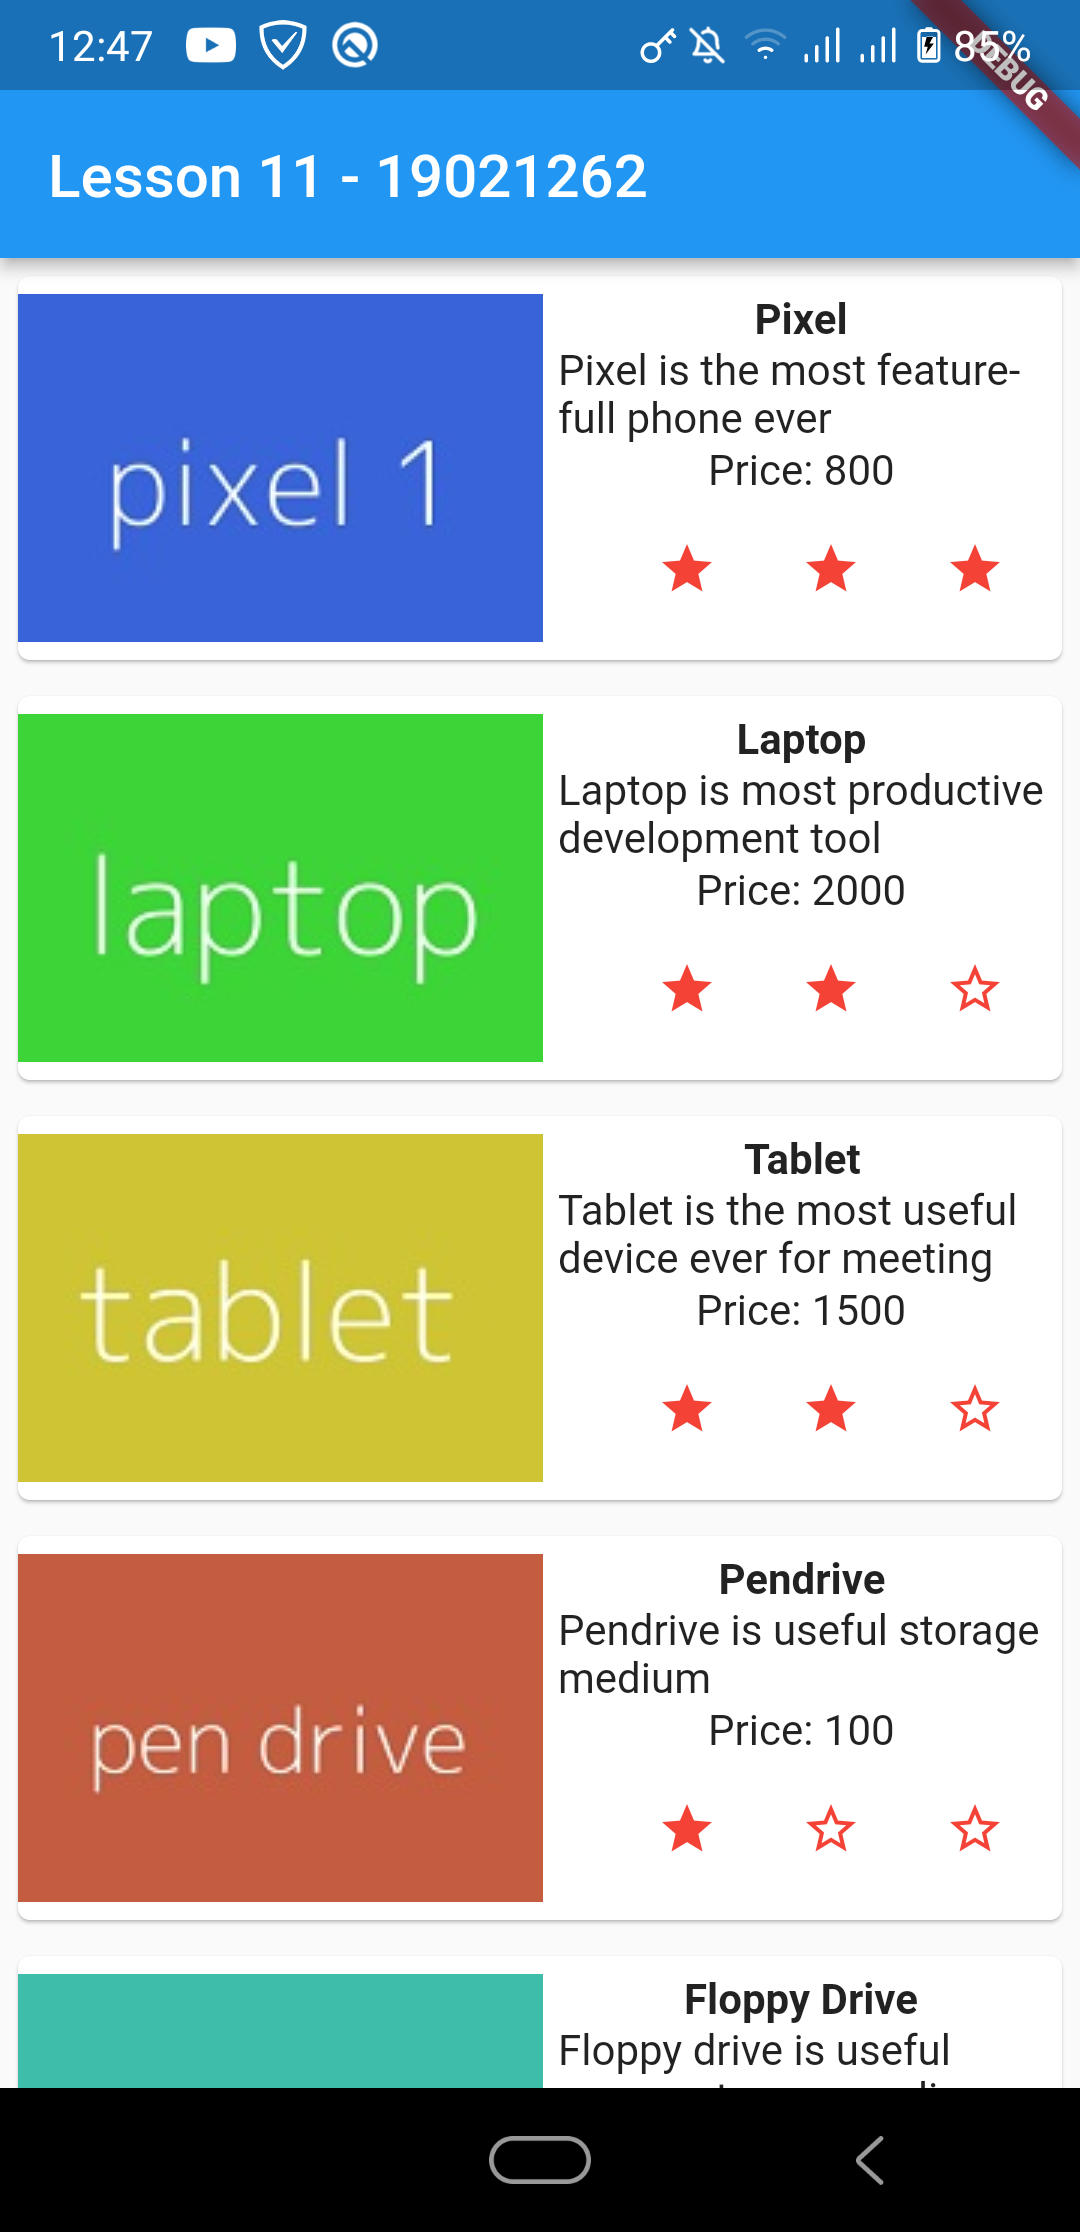 12:47
85%
DEBUG
Lesson 11 - 19021262
pixel 1
Pixel
Pixel is the most feature-
full phone ever
Price: 800
laptop
Laptop
Laptop is most productive
development tool
Price: 2000
tablet
Tablet
Tablet is the most useful
device ever for meeting
Price: 1500
pen drive
Pendrive
Pendrive is useful storage
medium
Price: 100
Floppy Drive
Floppy drive is useful